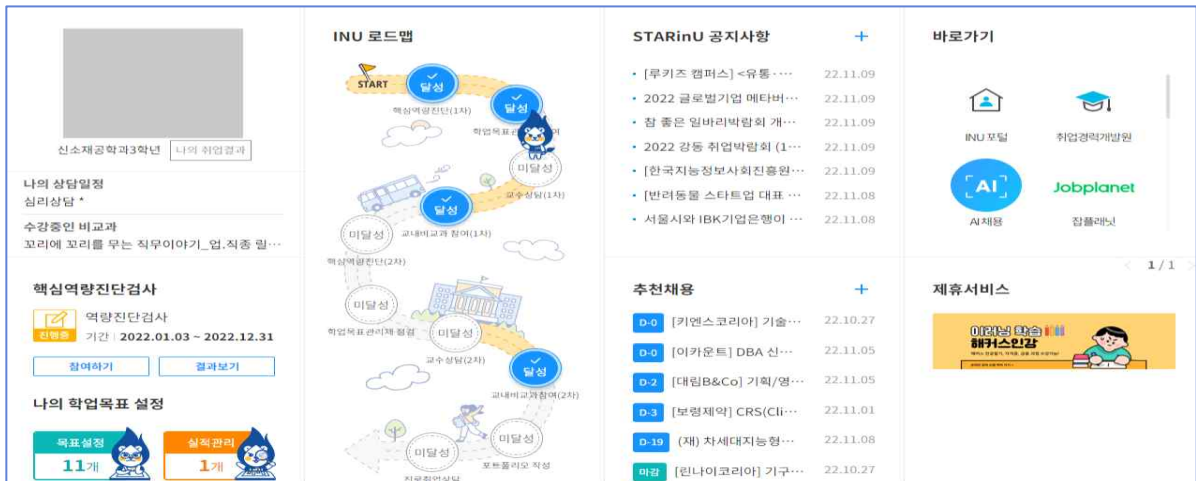 신소재공학과3학년 나의 취업결과
나의 상담일정
심리상담 *
수강중인 비교과
꼬리에 꼬리를 무는 직무이야기_업.직종 릴…
핵심역량진단검사
진행중
역량진단검사
기간 : 2022.01.03 ~ 2022.12.31
참여하기 결과보기
나의 학업목표 설정
목표설정
11개
실적관리
1개
INU 로드맵
START
달성
핵심역량진단(1차)
달성
미달성
교수상담(1차)
달성
교내비교과 참여(1차)
미달성
핵심역량진단(2차)
미달성
학업목표관리재 점검
미달성
교수상담(2차)
달성
교내비교과참여(2차)
미달성
포트폴리오 작성
미달성
진로취업상담
STARinU 공지사항 +
[루키즈 캠퍼스] <유통… 22.11.09
2022 글로벌기업 메타버… 22.11.09
참 좋은 일바리박람회 개… 22.11.09
2022 강동 취업박람회 (1… 22.11.09
[한국지능정보사회진흥원… 22.11.09
[반려동물 스타트업 대표 … 22.11.08
서울시와 IBK기업은행이 … 22.11.08
추천채용 +
D-0 [키엔스코리아] 기술… 22.10.27
D-0 [이카운트] DBA 신… 22.11.05
D-2 [대림B&Co] 기획/영… 22.11.05
D-3 [보령제약] CRS(Cli… 22.11.01
D-19 (재) 차세대지능형… 22.11.08
마감 [린나이코리아] 기구… 22.10.27
바로가기
INU 포털
취업경력개발원
AI
AI채용
Jobplanet
잡플래닛
< 1 / 1 >
제휴서비스
이러닝 학습
해커스인강